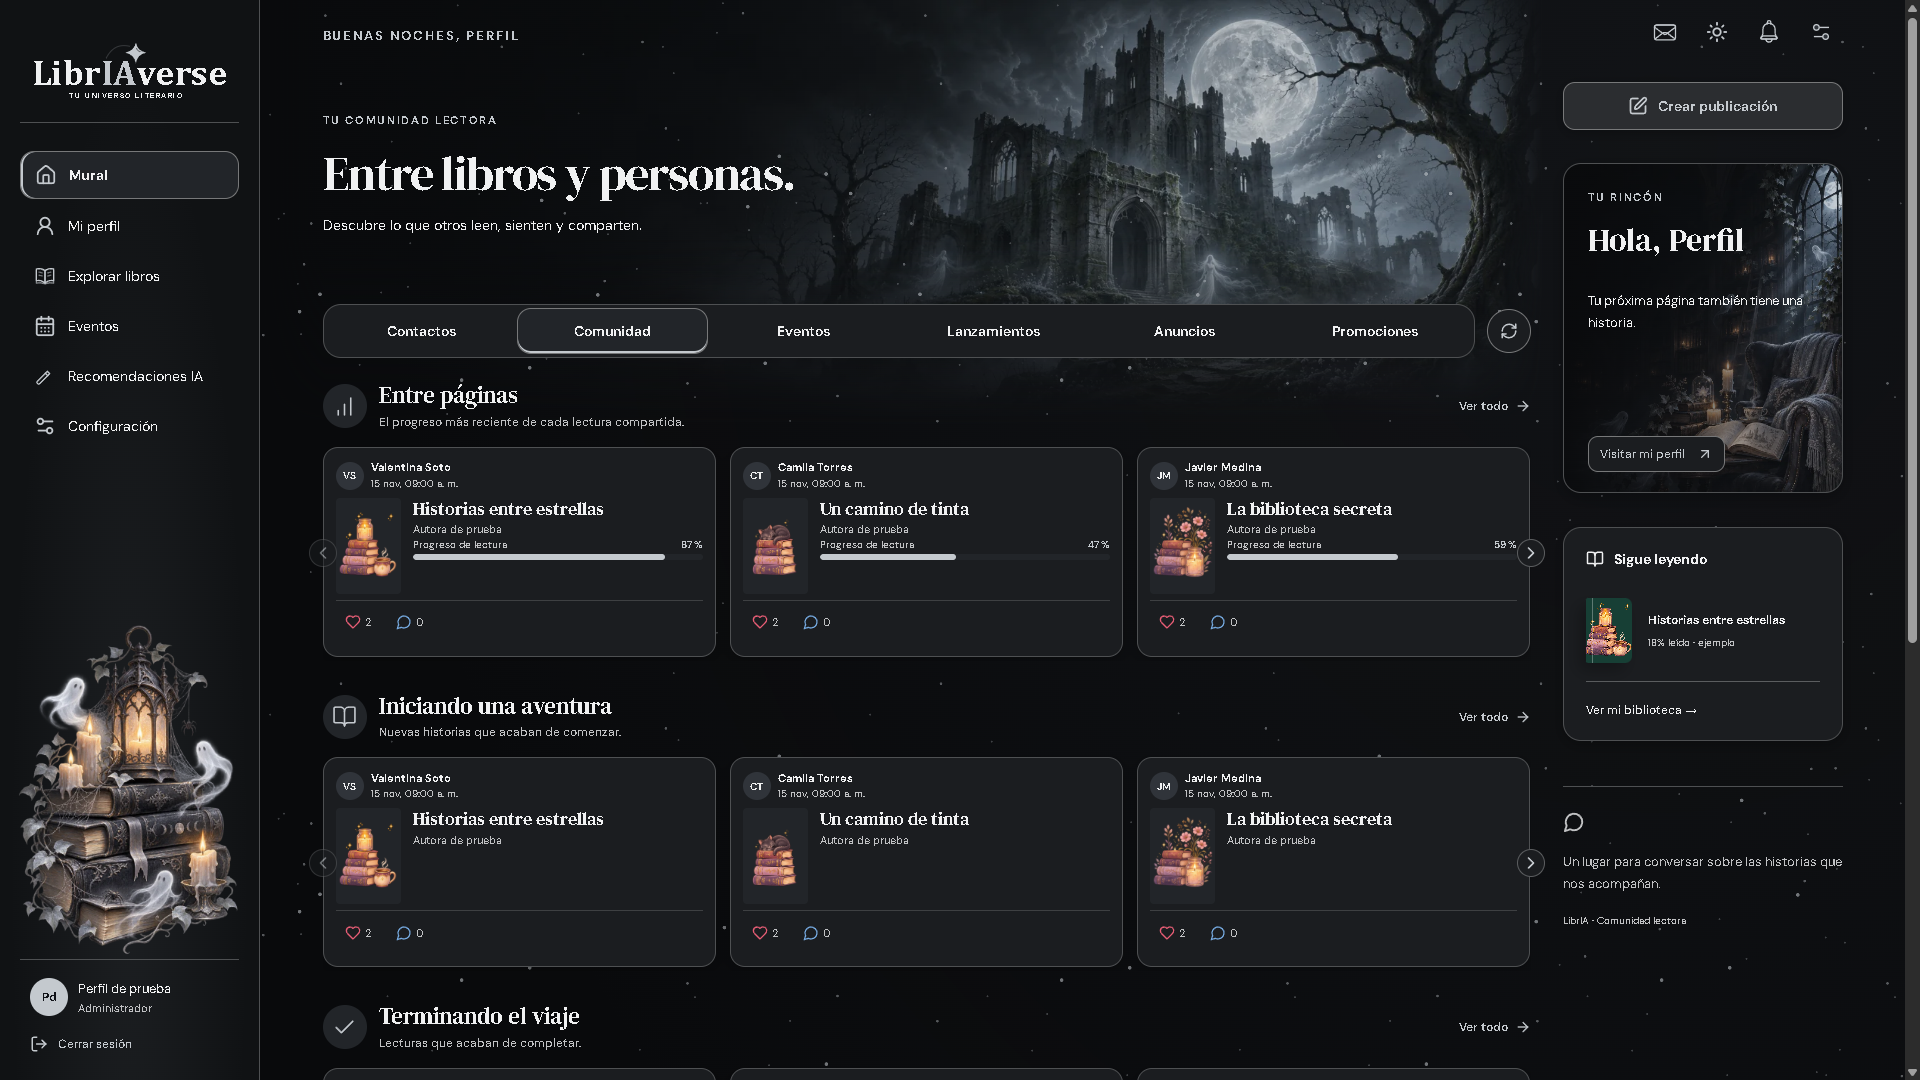 LibrIAverse
TU UNIVERSO LITERARIO
Mural
Mi perfil
Explorar libros
Eventos
Recomendaciones IA
Configuración
Pd
Perfil de prueba
Administrador
Cerrar sesión
BUENAS NOCHES, PERFIL
TU COMUNIDAD LECTORA
Entre libros y personas.
Descubre lo que otros leen, sienten y comparten.
Contactos
Comunidad
Eventos
Lanzamientos
Anuncios
Promociones
Entre páginas
El progreso más reciente de cada lectura compartida.
Ver todo →
VS
Valentina Soto
15 nov, 09:00 a. m.
Historias entre estrellas
Autora de prueba
Progreso de lectura 87%
2 0
CT
Camila Torres
15 nov, 09:00 a. m.
Un camino de tinta
Autora de prueba
Progreso de lectura 47%
2 0
JM
Javier Medina
15 nov, 09:00 a. m.
La biblioteca secreta
Autora de prueba
Progreso de lectura 59%
2 0
Iniciando una aventura
Nuevas historias que acaban de comenzar.
Ver todo →
VS
Valentina Soto
15 nov, 09:00 a. m.
Historias entre estrellas
Autora de prueba
2 0
CT
Camila Torres
15 nov, 09:00 a. m.
Un camino de tinta
Autora de prueba
2 0
JM
Javier Medina
15 nov, 09:00 a. m.
La biblioteca secreta
Autora de prueba
2 0
Terminando el viaje
Lecturas que acaban de completar.
Ver todo →
Crear publicación
TU RINCÓN
Hola, Perfil
Tu próxima página también tiene una
historia.
Visitar mi perfil
Sigue leyendo
Historias entre estrellas
18% leído · ejemplo
Ver mi biblioteca →
Un lugar para conversar sobre las historias que
nos acompañan.
LibrIA · Comunidad lectora